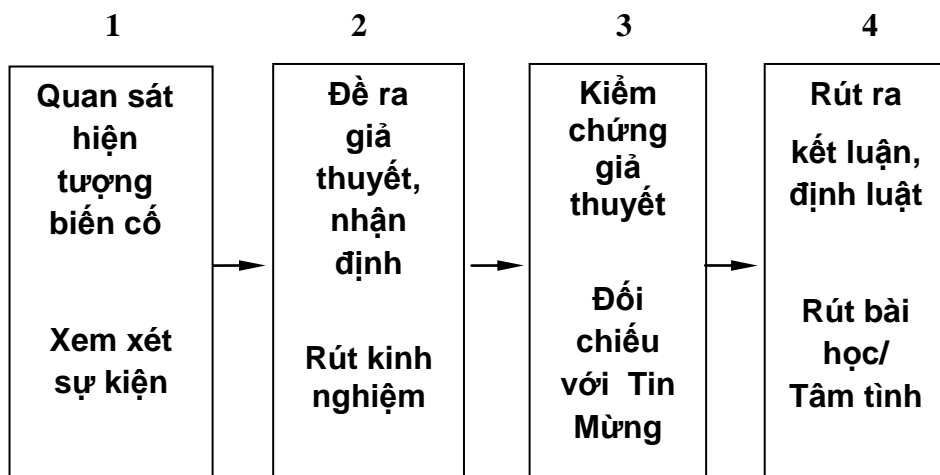 1
2
3
4
Quan sát
hiện
tượng
biến cố
Xem xét
sự kiện
Đề ra
giả
thuyết,
nhận
định
Rút kinh
nghiệm
Kiểm
chứng
giả
thuyết
Đối
chiếu
với Tin
Mừng
Rút ra
kết luận,
định luật
Rút bài
học/
Tâm tình